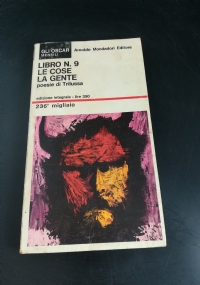 GLI OSCAR
MENSILI
Arnoldo Mondadori Editore
LIBRO N. 9
LE COSE
LA GENTE
poesie di Trilussa
edizione integrale · lire 350
236° migliaio